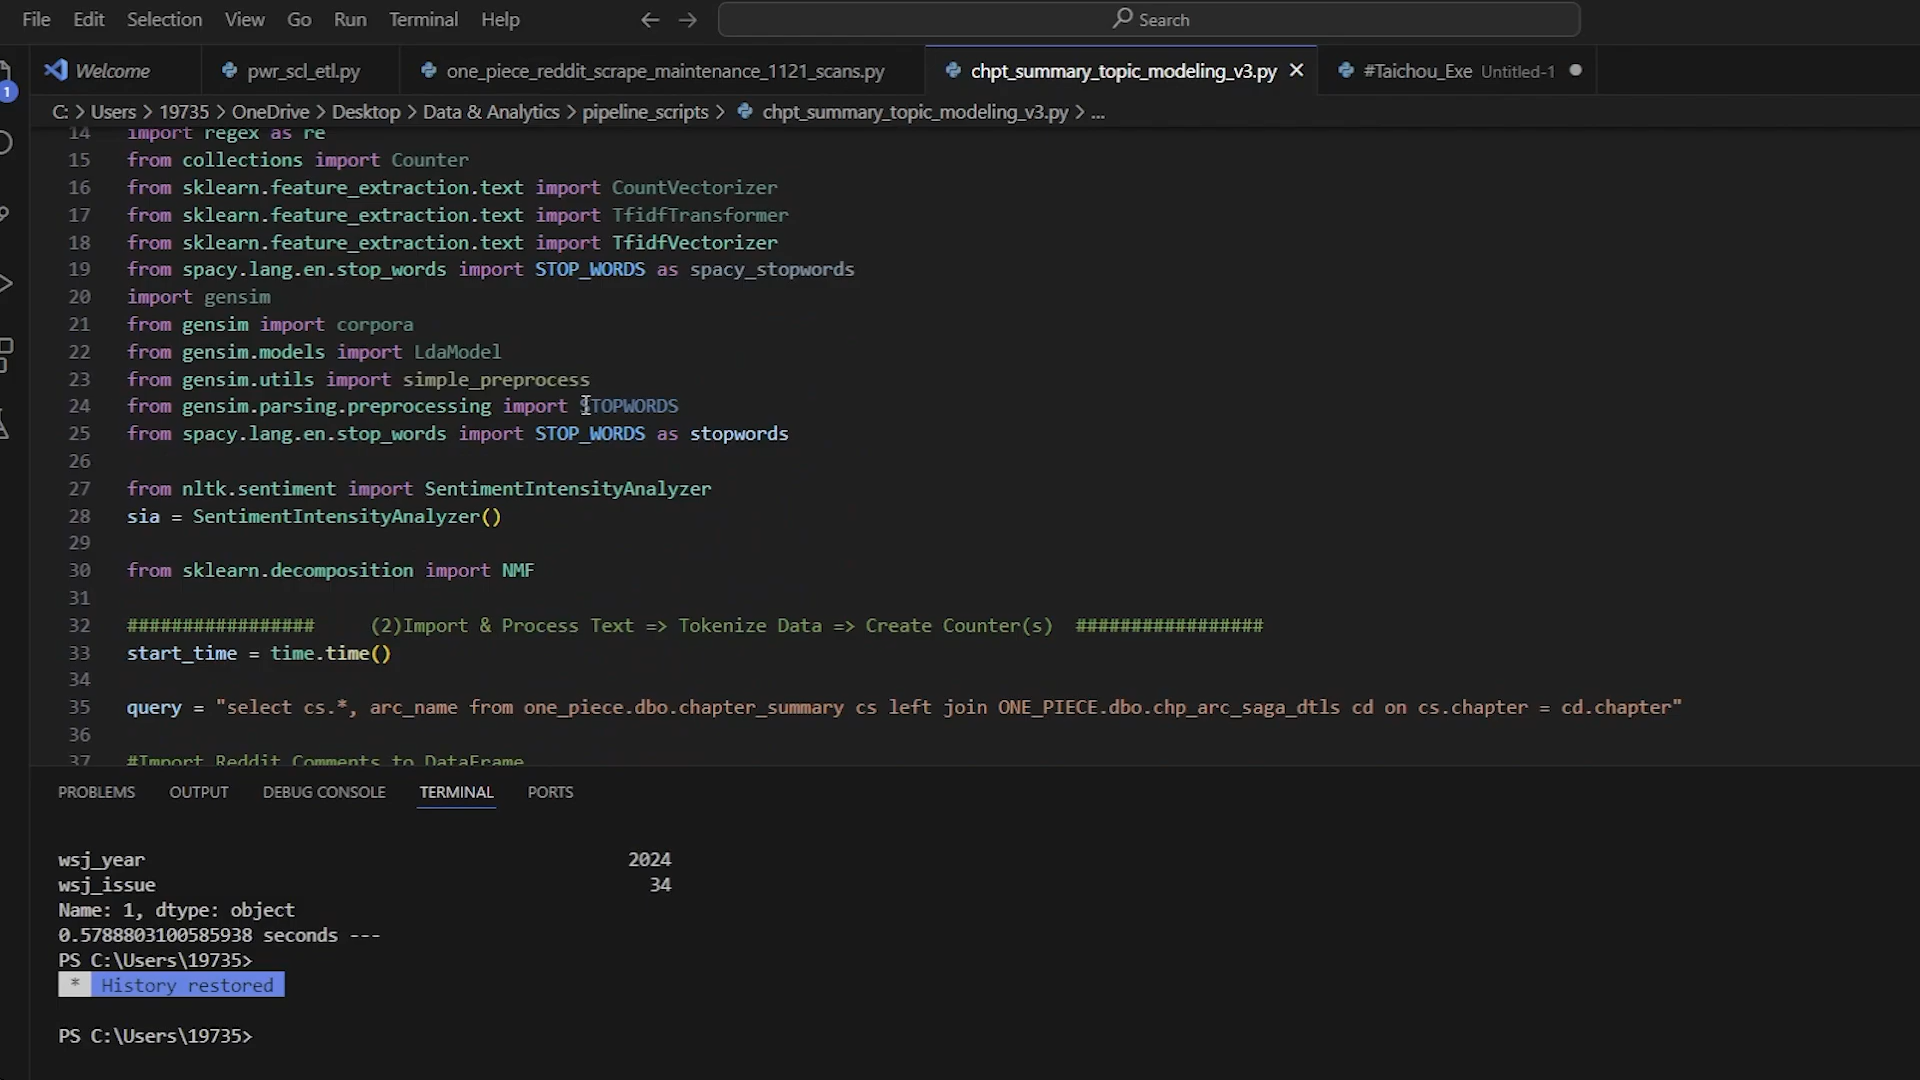 File Edit Selection View Go Run Terminal Help Search
Welcome pwr_scl_etl.py one_piece_reddit_scrape_maintenance_1121_scans.py chpt_summary_topic_modeling_v3.py #Taichou_Exe Untitled-1
1
C: > Users > 19735 > OneDrive > Desktop > Data & Analytics > pipeline_scripts > chpt_summary_topic_modeling_v3.py > ...
14 import regex as re
15 from collections import Counter
16 from sklearn.feature_extraction.text import CountVectorizer
17 from sklearn.feature_extraction.text import TfidfTransformer
18 from sklearn.feature_extraction.text import TfidfVectorizer
19 from spacy.lang.en.stop_words import STOP_WORDS as spacy_stopwords
20 import gensim
21 from gensim import corpora
22 from gensim.models import LdaModel
23 from gensim.utils import simple_preprocess
24 from gensim.parsing.preprocessing import STOPWORDS
25 from spacy.lang.en.stop_words import STOP_WORDS as stopwords
26
27 from nltk.sentiment import SentimentIntensityAnalyzer
28 sia = SentimentIntensityAnalyzer()
29
30 from sklearn.decomposition import NMF
31
32 ################# (2)Import & Process Text => Tokenize Data => Create Counter(s) #################
33 start_time = time.time()
34
35 query = "select cs.*, arc_name from one_piece.dbo.chapter_summary cs left join ONE_PIECE.dbo.chp_arc_saga_dtls cd on cs.chapter = cd.chapter"
36
37 #Import Reddit Comments to DataFrame
PROBLEMS OUTPUT DEBUG CONSOLE TERMINAL PORTS
wsj_year 2024
wsj_issue 34
Name: 1, dtype: object
0.5788803100585938 seconds ---
PS C:\Users\19735>
* History restored
PS C:\Users\19735>